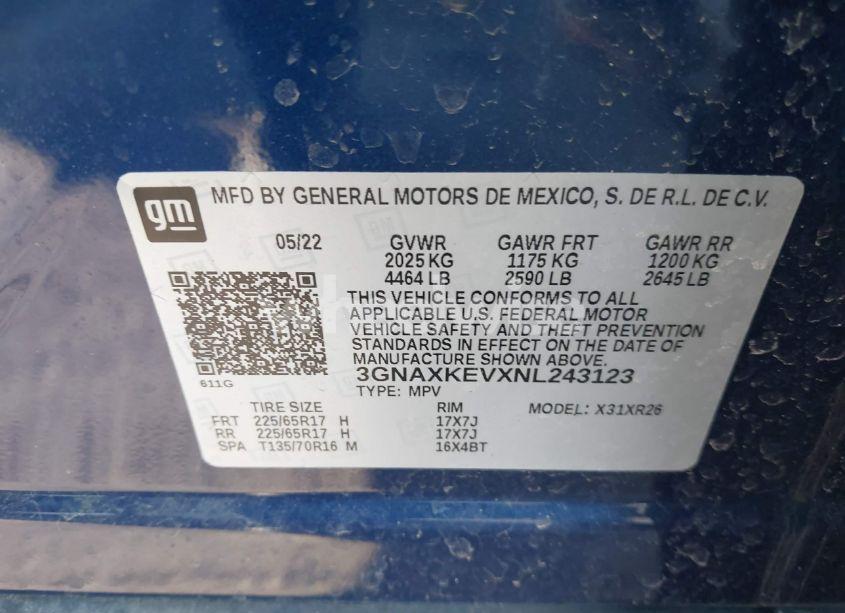 gm
MFD BY GENERAL MOTORS DE MEXICO, S. DE R.L. DE C.V.
05/22 GVWR GAWR FRT GAWR RR
2025 KG 1175 KG 1200 KG
4464 LB 2590 LB 2645 LB
THIS VEHICLE CONFORMS TO ALL
APPLICABLE U.S. FEDERAL MOTOR
VEHICLE SAFETY AND THEFT PREVENTION
STANDARDS IN EFFECT ON THE DATE OF
MANUFACTURE SHOWN ABOVE.
611G
3GNAXKEVXNL243123
TYPE: MPV
TIRE SIZE RIM MODEL: X31XR26
FRT 225/65R17 H 17X7J
RR 225/65R17 H 17X7J
SPA T135/70R16 M 16X4BT